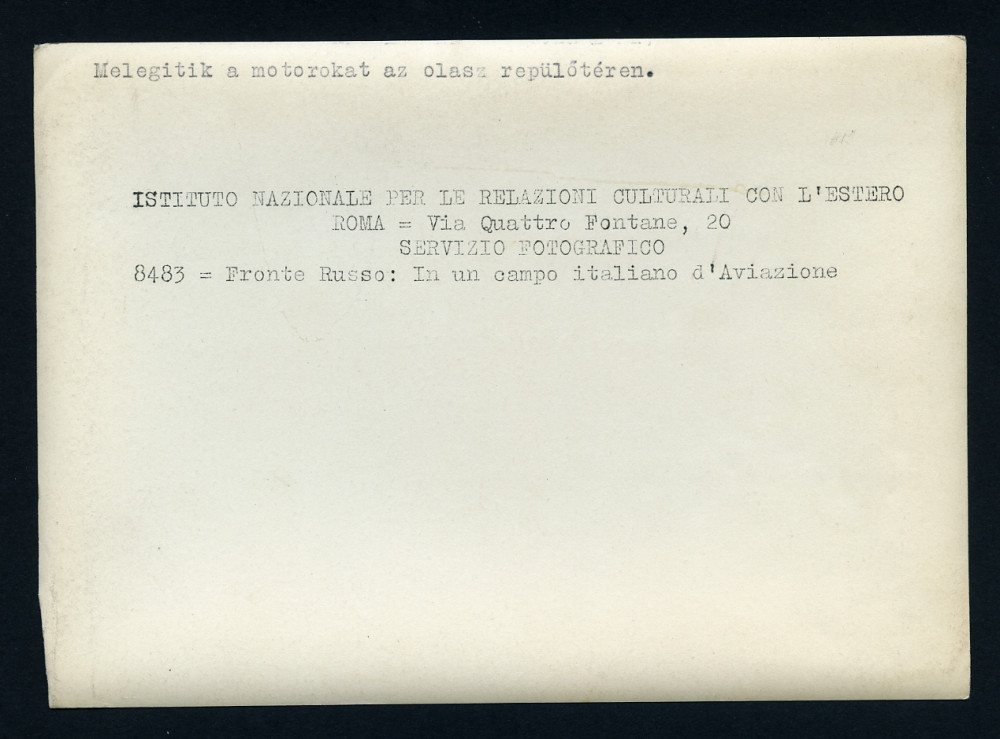 Melegitik a motorokat az olasz repülőtéren.
ISTITUTO NAZIONALE PER LE RELAZIONI CULTURALI CON L'ESTERO
ROMA = Via Quattro Fontane, 20
SERVIZIO FOTOGRAFICO
8483 = Fronte Russo: In un campo italiano d'Aviazione